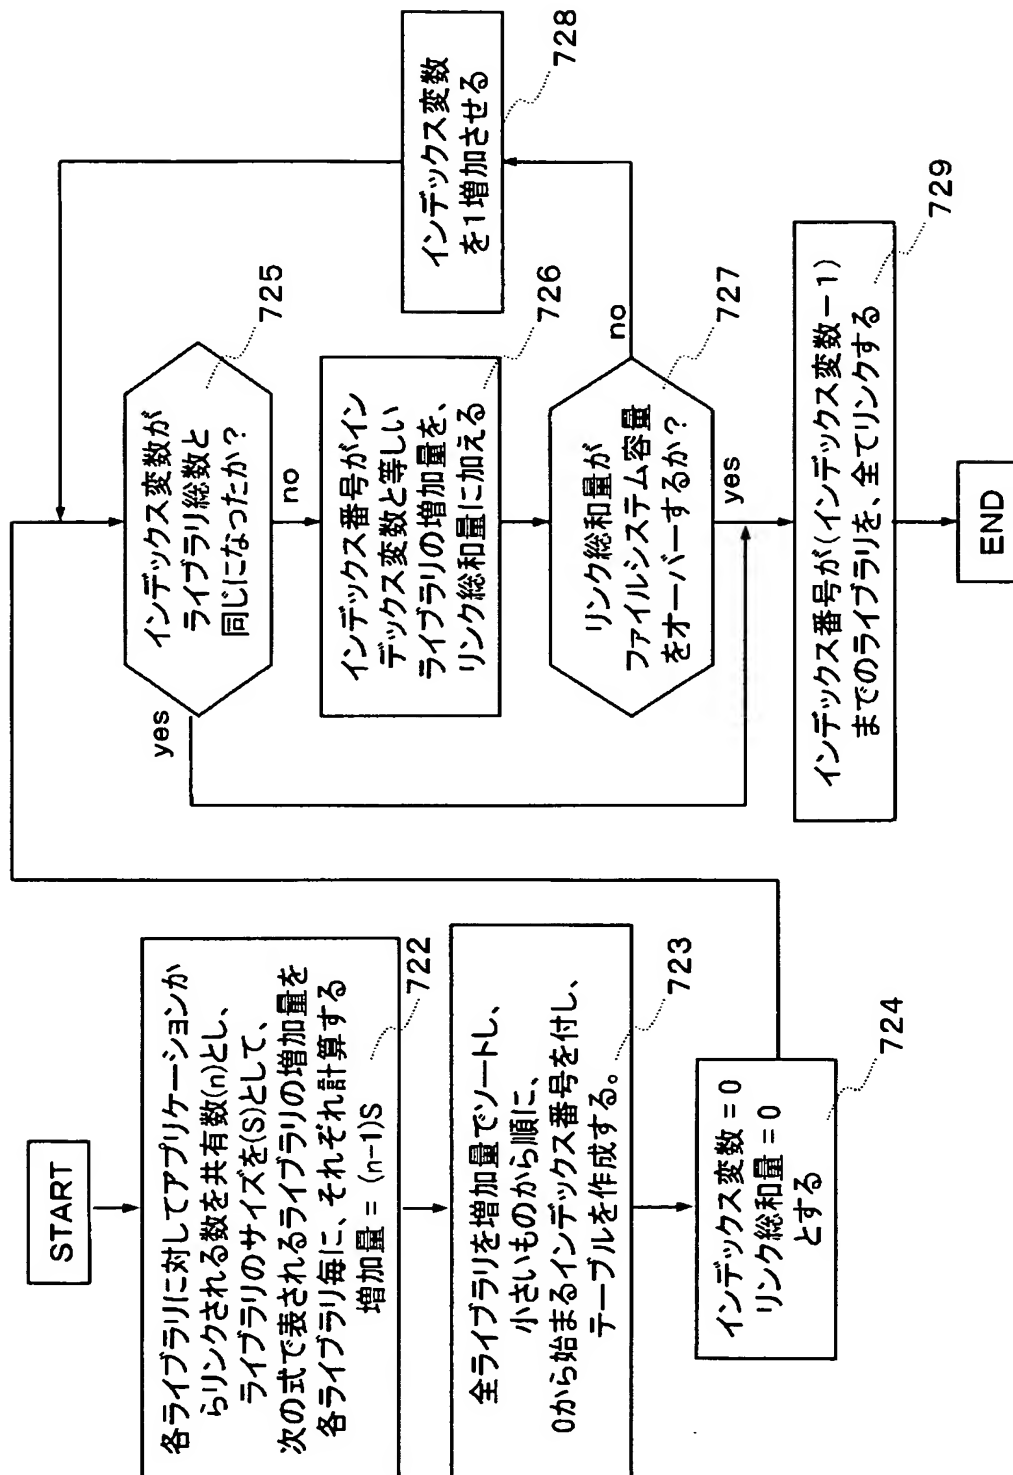 START
各ライブラリに対してアプリケーションか
らリンクされる数を共有数(n)とし、
ライブラリのサイズを(S)として、
次の式で表されるライブラリの増加量を
各ライブラリ毎に、それぞれ計算する
増加量 = (n-1)S
722
全ライブラリを増加量でソートし、
小さいものから順に、
0から始まるインデックス番号を付し、
テーブルを作成する。
723
インデックス変数 = 0
リンク総和量 = 0
とする
724
インデックス変数が
ライブラリ総数と
同じになったか?
725
yes
no
インデックス番号がイン
デックス変数と等しい
ライブラリの増加量を、
リンク総和量に加える
726
リンク総和量が
ファイルシステム容量
をオーバーするか?
727
no
yes
インデックス変数
を1増加させる
728
インデックス番号が(インデックス変数-1)
までのライブラリを、全てリンクする
729
END